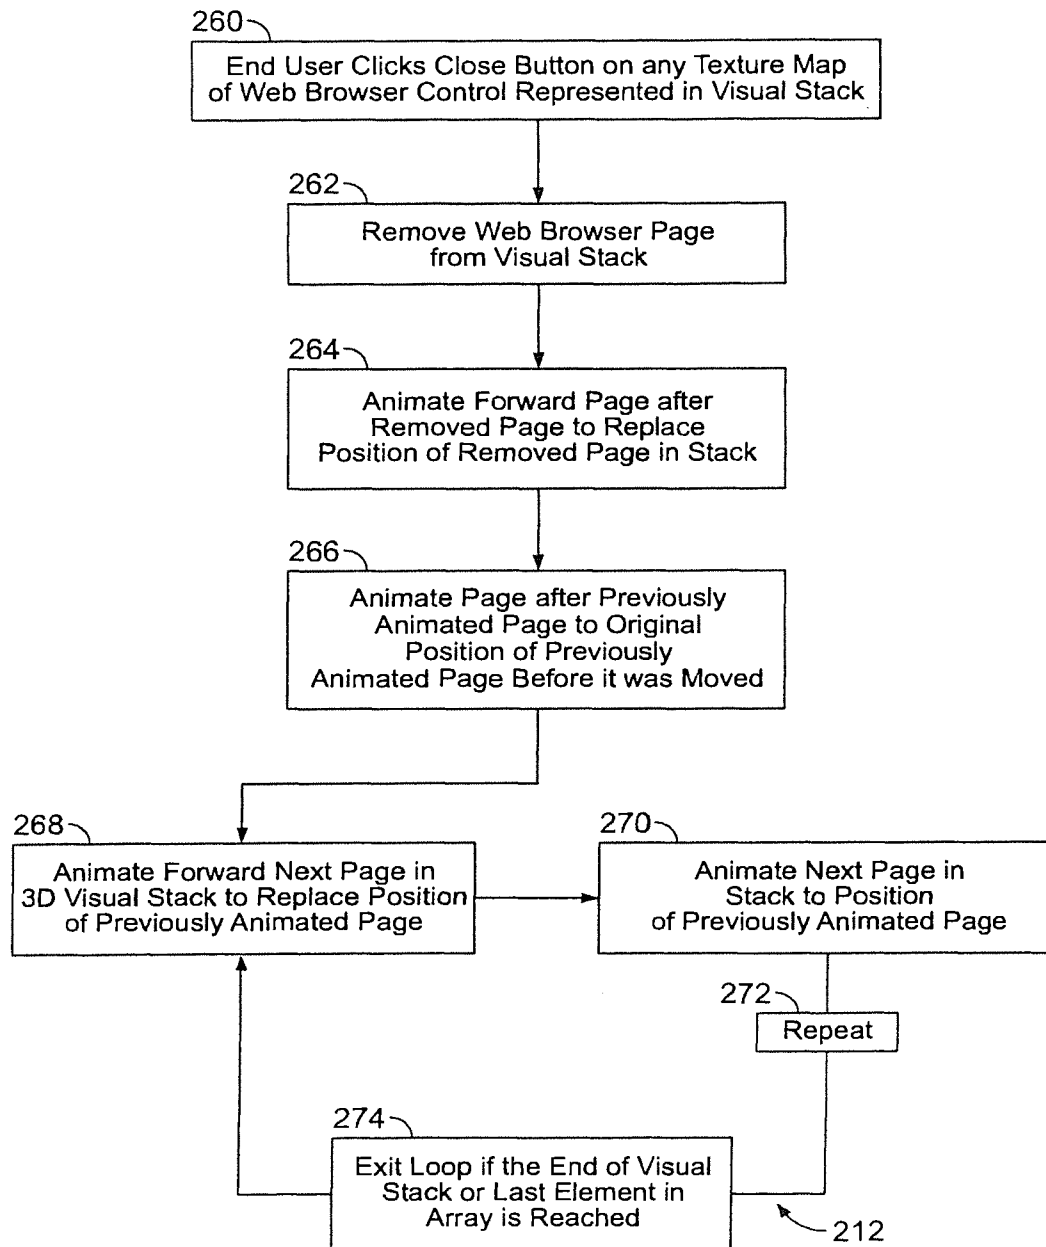 260
End User Clicks Close Button on any Texture Map
of Web Browser Control Represented in Visual Stack
262
Remove Web Browser Page
from Visual Stack
264
Animate Forward Page after
Removed Page to Replace
Position of Removed Page in Stack
266
Animate Page after Previously
Animated Page to Original
Position of Previously
Animated Page Before it was Moved
268
Animate Forward Next Page in
3D Visual Stack to Replace Position
of Previously Animated Page
270
Animate Next Page in
Stack to Position
of Previously Animated Page
272
Repeat
274
Exit Loop if the End of Visual
Stack or Last Element in
Array is Reached
212